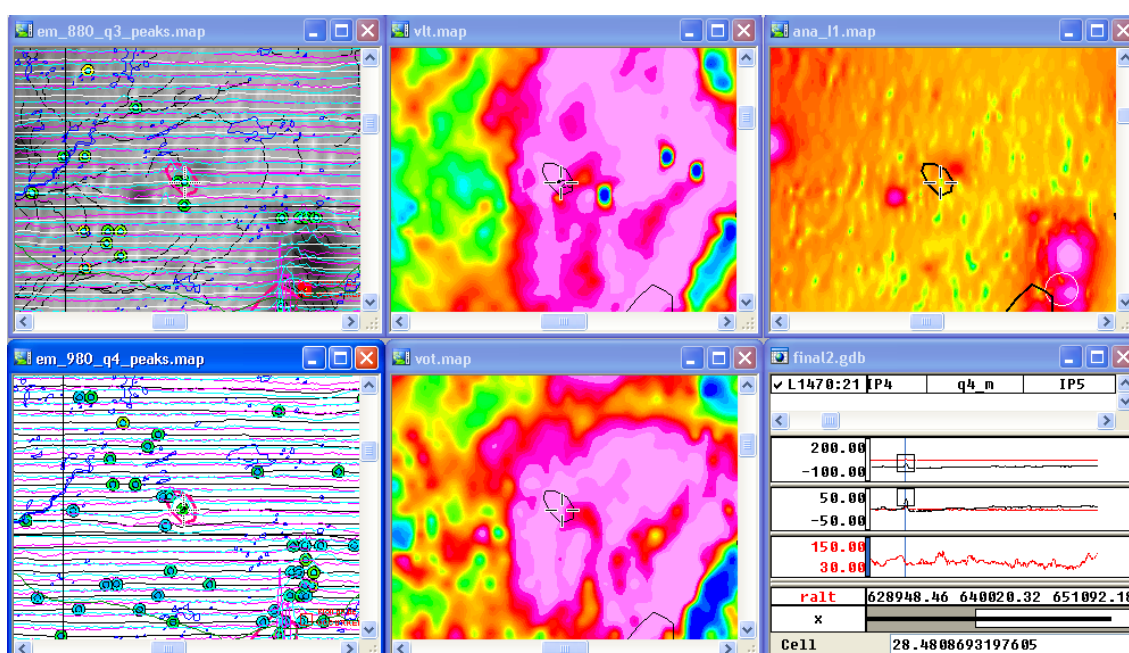 em_880_q3_peaks.map
vlt.map
ana_l1.map
em_980_q4_peaks.map
vot.map
final2.gdb
L1470:21 IP4 q4_m IP5
200.00
-100.00
50.00
-50.00
150.00
30.00
ralt 628948.46 640020.32 651092.18
x
Cell 28.4808693197605